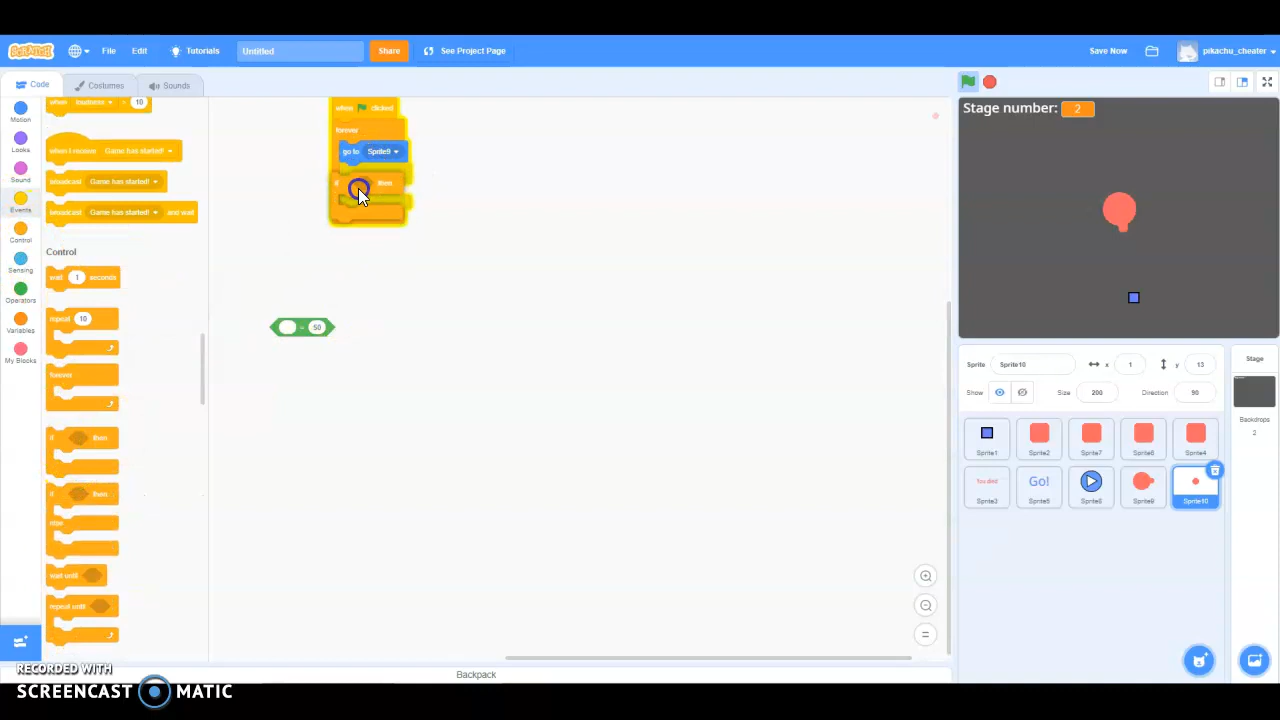 SCRATCH
File
Edit
Tutorials
Untitled
Share
See Project Page
Save Now
pikachu_cheater
Code
Costumes
Sounds
Motion
Looks
Sound
Events
Control
Sensing
Operators
Variables
My Blocks
when loudness > 10
when I receive Game has started!
broadcast Game has started!
broadcast Game has started! and wait
Control
wait 1 seconds
repeat 10
forever
if then
if then
else
wait until
repeat until
when clicked
forever
go to Sprite9
if then
= 50
Stage number: 2
Sprite Sprite10 x 1 y 13
Show Size 200 Direction 90
Stage
Backdrops
2
Sprite1
Sprite2
Sprite7
Sprite6
Sprite4
You died
Sprite3
Go!
Sprite5
Sprite8
Sprite9
Sprite10
Backpack
RECORDED WITH
SCREENCAST MATIC